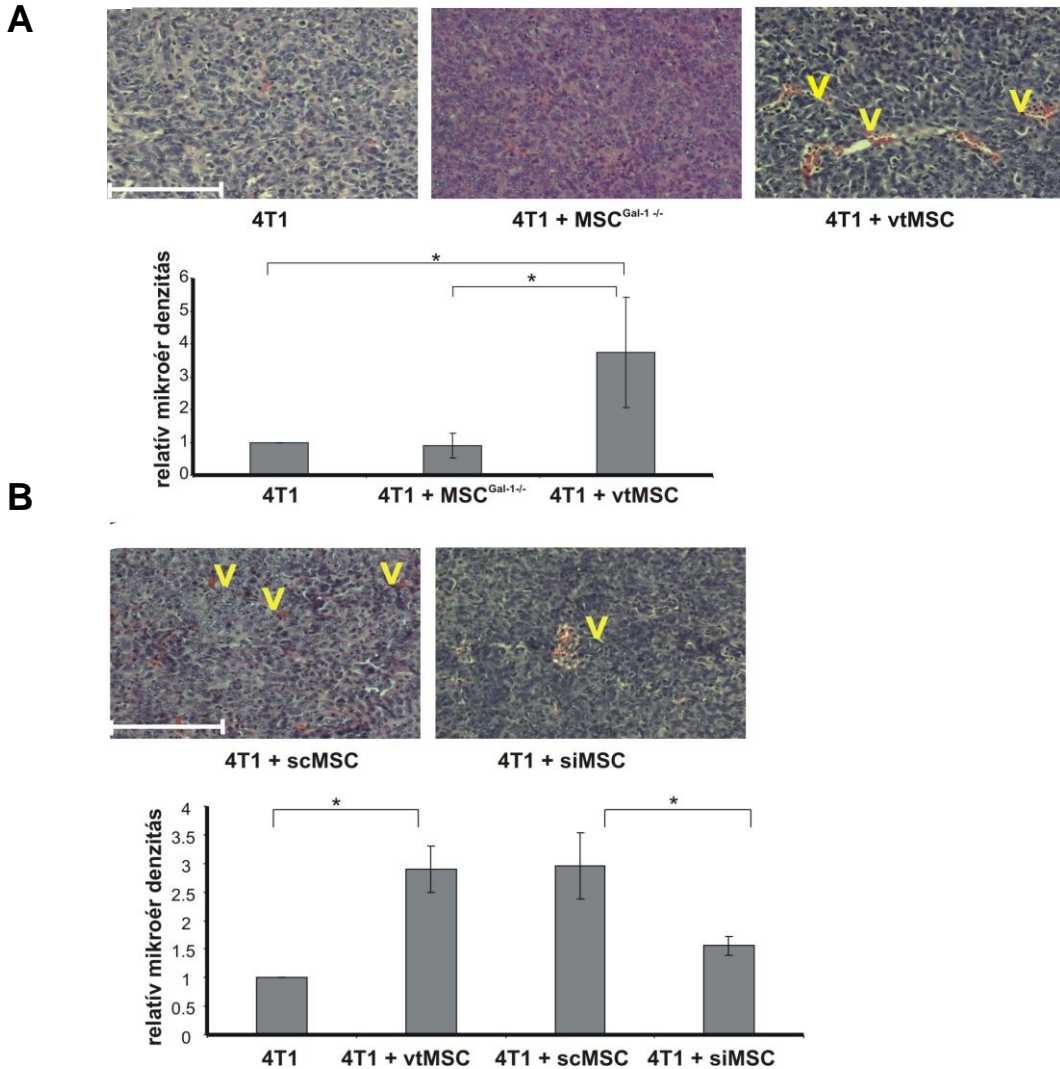 A
V V V
4T1 4T1 + MSC^Gal-1 -/- 4T1 + vtMSC
relatív mikroér denzitás
6
5
4
3
2
1
0
* 
*
4T1 4T1 + MSC^Gal-1-/- 4T1 + vtMSC
B
V V V V
4T1 + scMSC 4T1 + siMSC
relatív mikroér denzitás
4
3.5
3
2.5
2
1.5
1
0.5
0
* *
4T1 4T1 + vtMSC 4T1 + scMSC 4T1 + siMSC